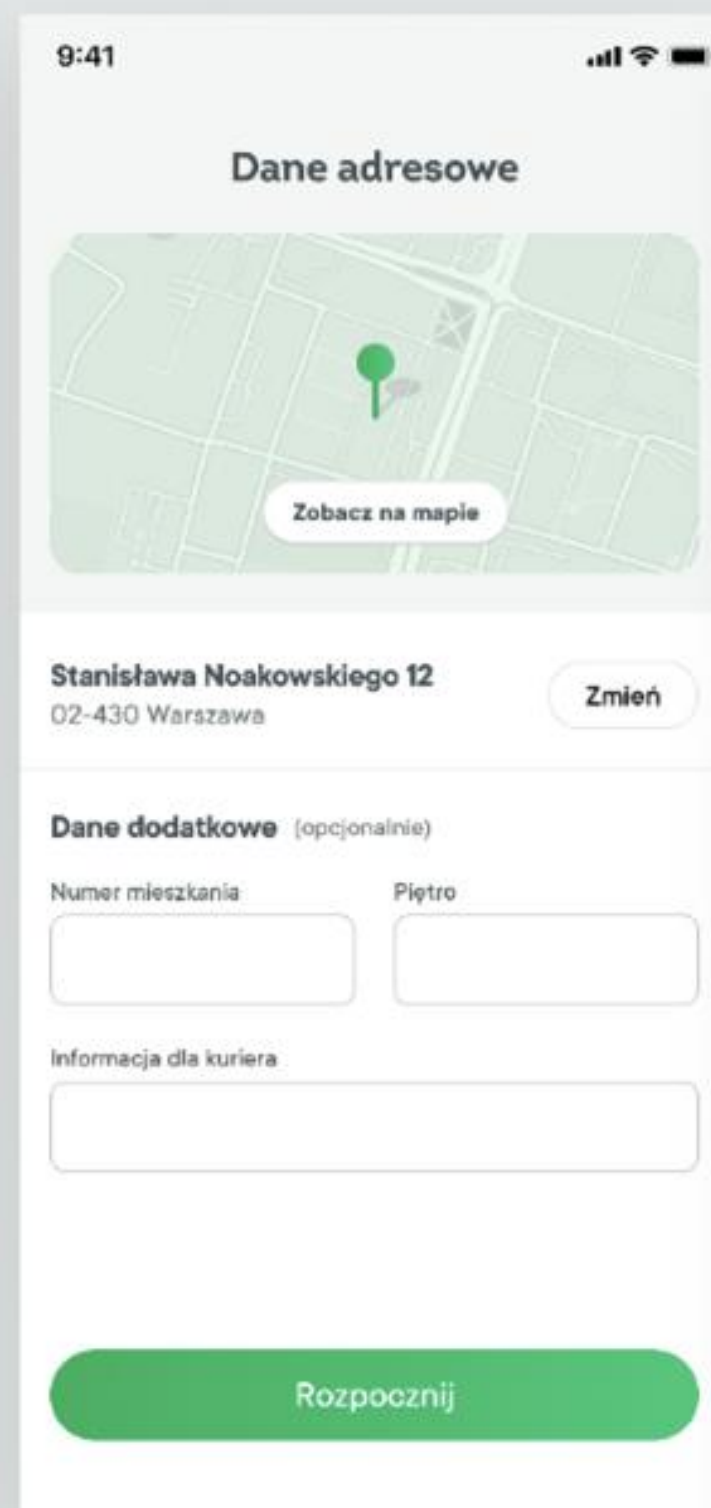 9:41
Dane adresowe
Zobacz na mapie
Stanisława Noakowskiego 12
02-430 Warszawa
Zmień
Dane dodatkowe (opcjonalnie)
Numer mieszkania
Piętro
Informacja dla kuriera
Rozpocznij